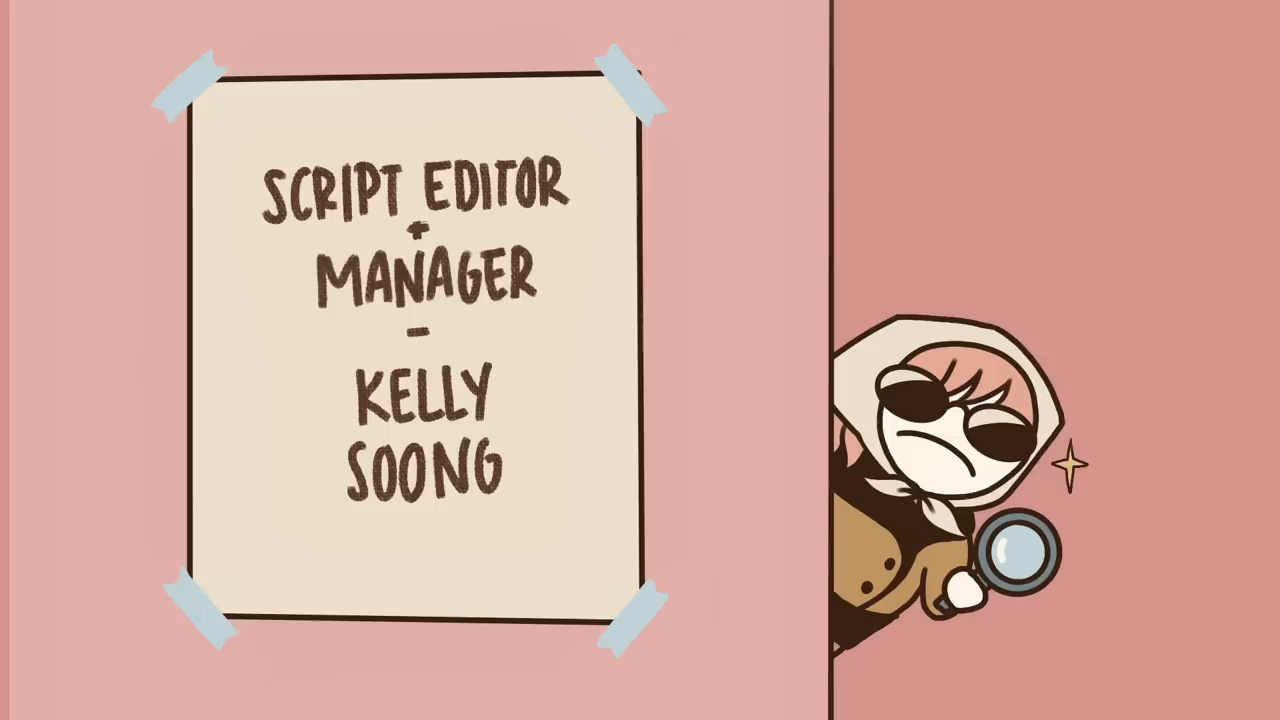 SCRIPT EDITOR
+
MANAGER
-
KELLY
SOONG